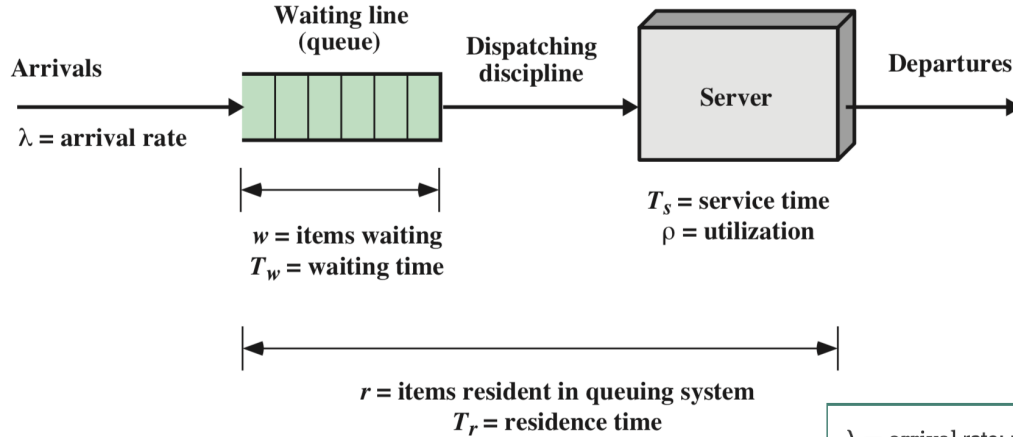 Waiting line
(queue)
Dispatching
discipline
Arrivals
Departures
Server
λ = arrival rate
T_s = service time
ρ = utilization
w = items waiting
T_w = waiting time
r = items resident in queuing system
T_r = residence time